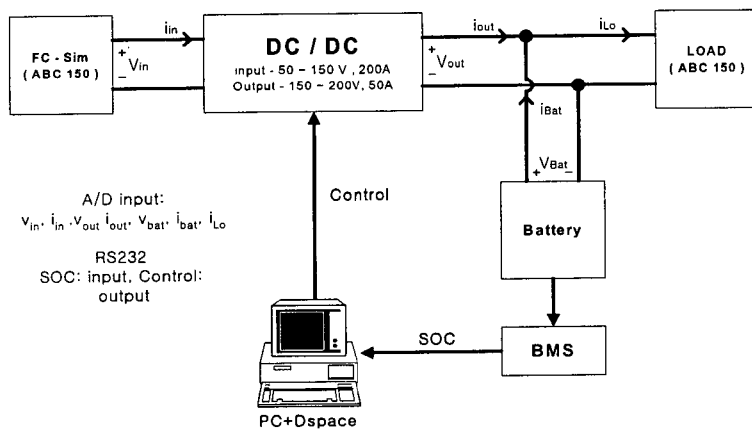 FC - Sim
( ABC 150 )
i_in
+
V_in
−
DC / DC
Input - 50 ~ 150 V , 200A
Output - 150 ~ 200V, 50A
i_out
+
V_out
−
i_Lo
LOAD
( ABC 150 )
i_Bat
+ V_Bat −
Battery
Control
A/D input:
v_in, i_in ,v_out i_out, v_bat, i_bat, i_Lo
RS232
SOC: input, Control:
output
SOC
BMS
PC+Dspace